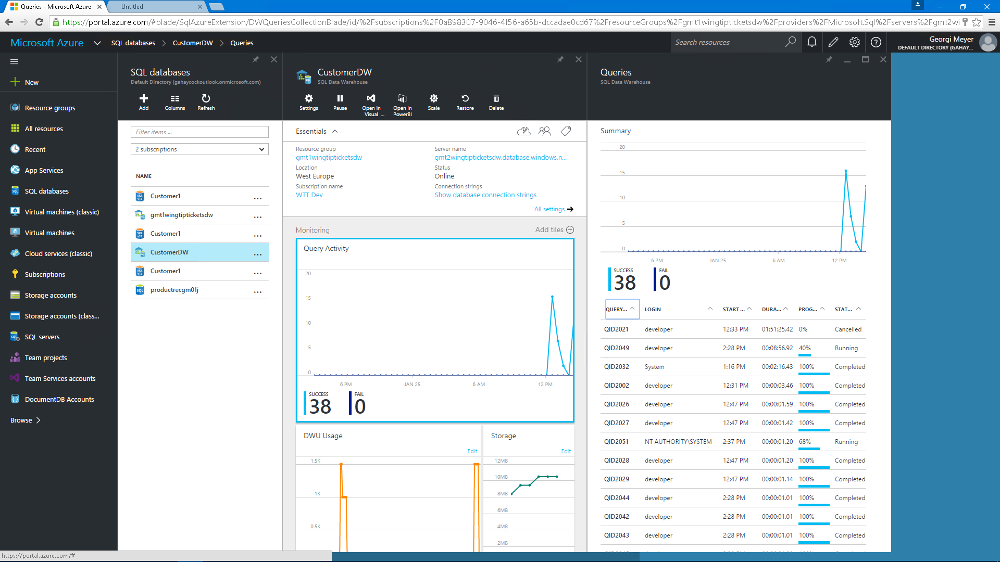 Queries - Microsoft Azure
Untitled
https://portal.azure.com/#blade/SqlAzureExtension/DWQueriesCollectionBlade/id/%2Fsubscriptions%2F0a898307-9046-4f56-a65b-dccadae0cd67%2FresourceGroups%2Fgmt1wingtipticketsdw%2Fproviders%2FMicrosoft.Sql%2Fservers%2Fgmt2wi
Microsoft Azure
SQL databases
CustomerDW
Queries
Search resources
Georgi Meyer
DEFAULT DIRECTORY (GAHAY...
New
Resource groups
All resources
Recent
App Services
SQL databases
Virtual machines (classic)
Virtual machines
Cloud services (classic)
Subscriptions
Storage accounts
Storage accounts (class...
SQL servers
Team projects
Team Services accounts
DocumentDB Accounts
Browse
SQL databases
Default Directory (gahaycockoutlook.onmicrosoft.com)
Add
Columns
Refresh
Filter items ...
2 subscriptions
NAME
Customer1 ...
gmt1wingtipticketsdw ...
Customer1 ...
CustomerDW ...
Customer1 ...
productrecgm01j ...
CustomerDW
SQL Data Warehouse
Settings
Pause
Open in Visual ...
Open In PowerBI
Scale
Restore
Delete
Essentials
Resource group
gmt1wingtipticketsdw
Location
West Europe
Subscription name
WTT Dev
Server name
gmt2wingtipticketsdw.database.windows.n...
Status
Online
Connection strings
Show database connection strings
All settings
Monitoring
Add tiles
Query Activity
20
15
10
5
0
6 PM JAN 25 6 AM 12 PM
SUCCESS
38
FAIL
0
DWU Usage
Edit
1.5K
1K
0.5K
Storage
Edit
12MB
10MB
8MB
6MB
4MB
2MB
Queries
SQL Data Warehouse
Summary
20
15
10
5
0
6 PM JAN 25 6 AM 12 PM
SUCCESS
38
FAIL
0
QUERY... LOGIN START ... DURA... PROG... STAT...
QID2021 developer 12:33 PM 01:51:25.42 0% Cancelled
QID2049 developer 2:28 PM 00:08:56.92 40% Running
QID2032 System 1:16 PM 00:02:16.43 100% Completed
QID2002 developer 12:31 PM 00:00:03.46 100% Completed
QID2026 developer 12:47 PM 00:00:01.59 100% Completed
QID2027 developer 12:47 PM 00:00:01.42 100% Completed
QID2051 NT AUTHORITY\SYSTEM 2:37 PM 00:00:01.20 68% Running
QID2028 developer 12:47 PM 00:00:01.20 100% Completed
QID2029 developer 12:47 PM 00:00:01.14 100% Completed
QID2044 developer 2:28 PM 00:00:01.01 100% Completed
QID2042 developer 2:28 PM 00:00:01.01 100% Completed
QID2043 developer 2:28 PM 00:00:01.01 100% Completed
https://portal.azure.com/#